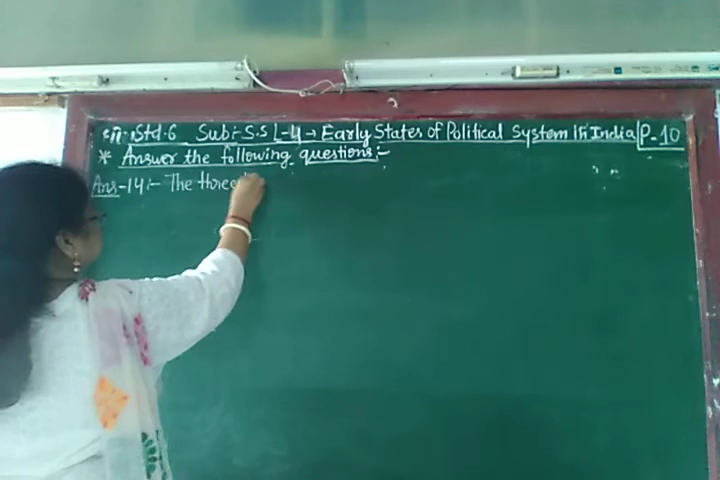 ॐ Std.6 Sub:- S.S L-4 → Early States of Political System in India P-10
* Answer the following questions:-
Ans-14:- The three